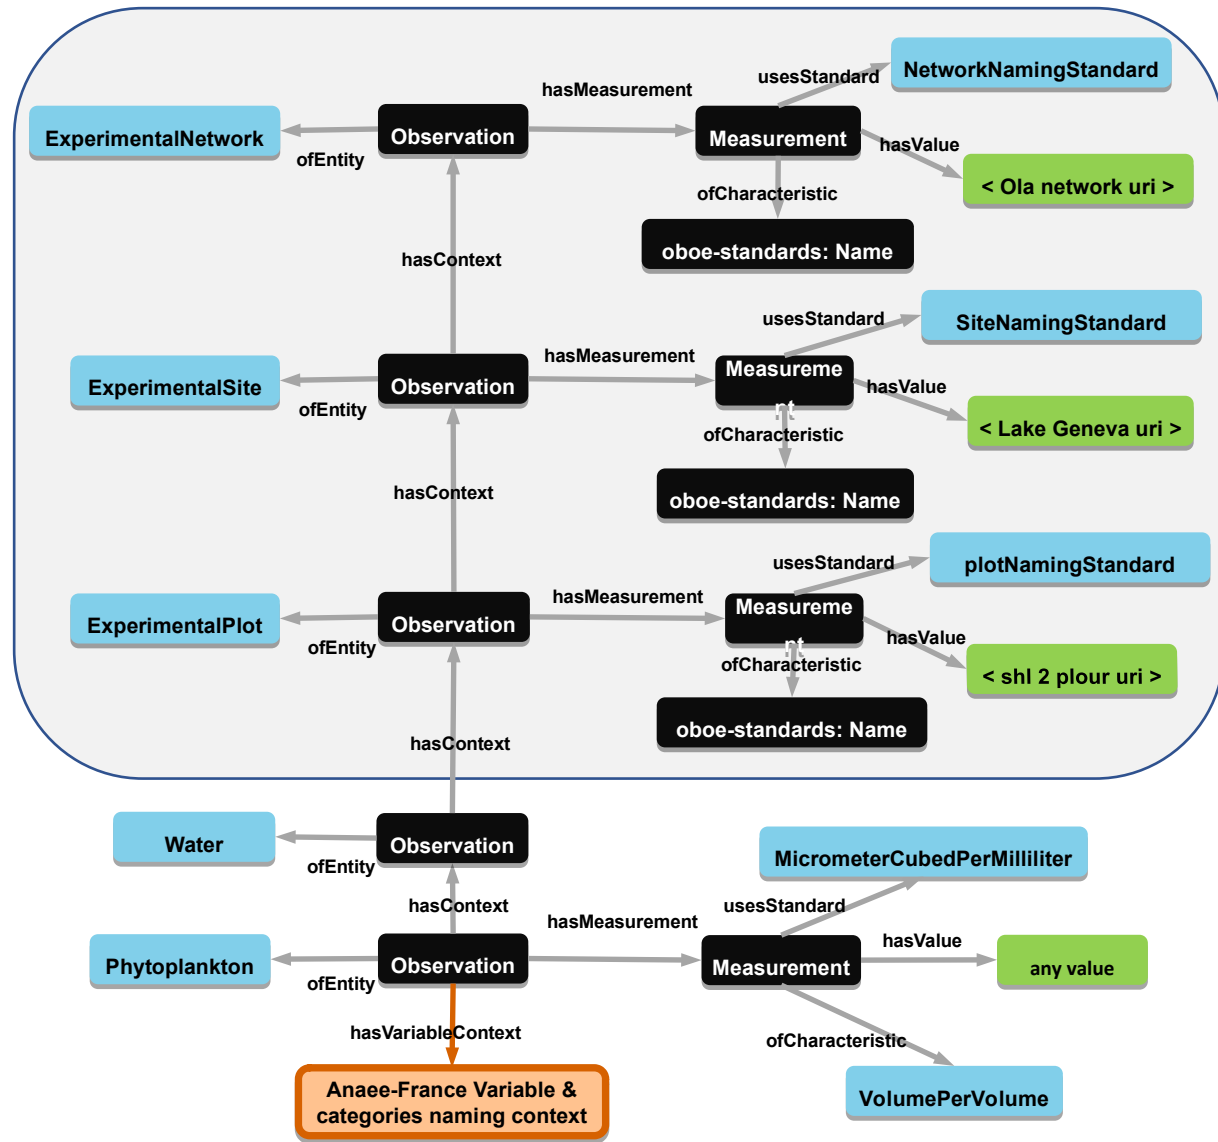 usesStandard
NetworkNamingStandard
hasMeasurement
ExperimentalNetwork
Observation
Measurement
ofEntity
hasValue
< Ola network uri >
ofCharacteristic
oboe-standards: Name
hasContext
usesStandard
SiteNamingStandard
hasMeasurement
ExperimentalSite
Observation
Measureme
nt
ofEntity
hasValue
< Lake Geneva uri >
ofCharacteristic
oboe-standards: Name
hasContext
usesStandard
plotNamingStandard
hasMeasurement
ExperimentalPlot
Observation
Measureme
nt
ofEntity
hasValue
< shl 2 plour uri >
ofCharacteristic
oboe-standards: Name
hasContext
Water
Observation
ofEntity
MicrometerCubedPerMilliliter
hasContext
usesStandard
hasMeasurement
Phytoplankton
Observation
Measurement
hasValue
any value
ofEntity
hasVariableContext
ofCharacteristic
Anaee-France Variable &
categories naming context
VolumePerVolume